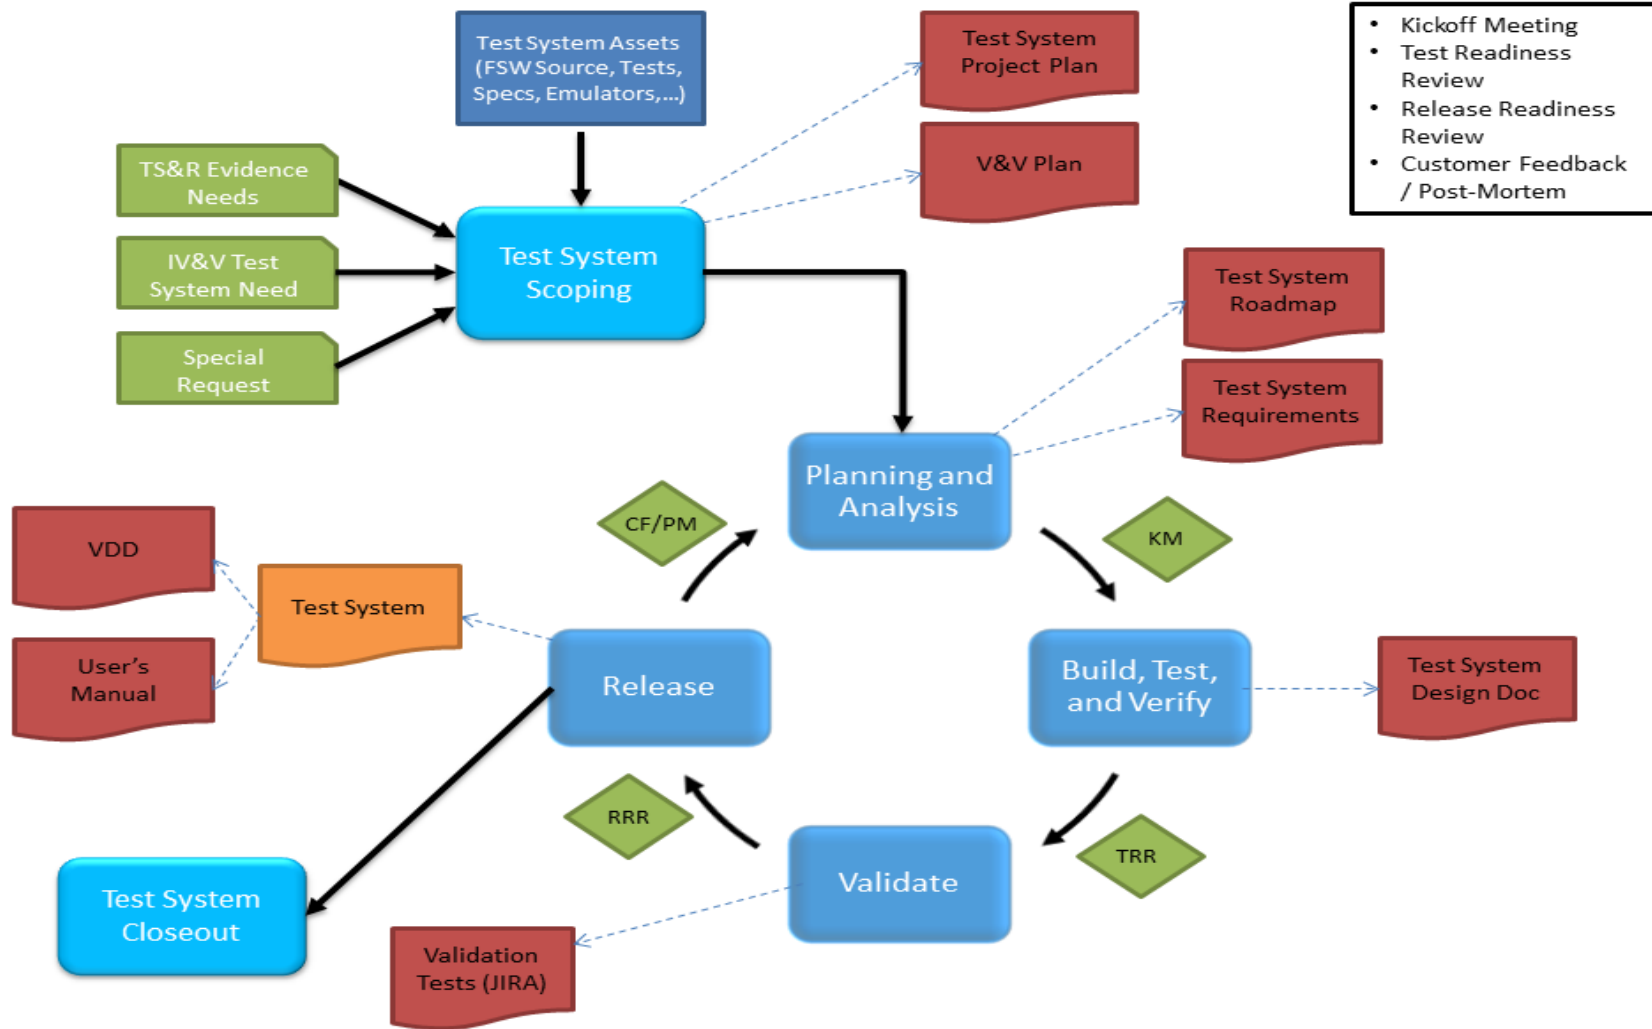 Test System Assets
(FSW Source, Tests,
Specs, Emulators,...)
Test System
Project Plan
V&V Plan
• Kickoff Meeting
• Test Readiness
Review
• Release Readiness
Review
• Customer Feedback
/ Post-Mortem
TS&R Evidence
Needs
IV&V Test
System Need
Special
Request
Test System
Scoping
Test System
Roadmap
Test System
Requirements
Planning and
Analysis
CF/PM
KM
VDD
Test System
User's
Manual
Release
Build, Test,
and Verify
Test System
Design Doc
RRR
TRR
Validate
Test System
Closeout
Validation
Tests (JIRA)